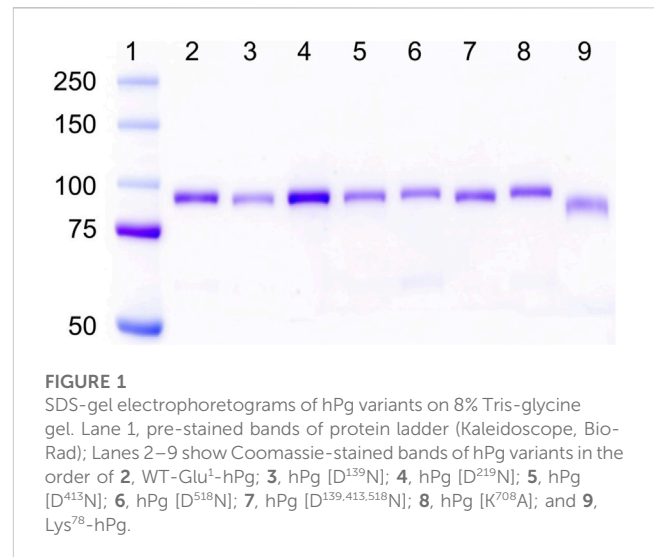 1 2 3 4 5 6 7 8 9
250
150
100
75
50
FIGURE 1
SDS-gel electrophoretograms of hPg variants on 8% Tris-glycine
gel. Lane 1, pre-stained bands of protein ladder (Kaleidoscope, Bio-
Rad); Lanes 2–9 show Coomassie-stained bands of hPg variants in the
order of 2, WT-Glu¹-hPg; 3, hPg [D¹³⁹N]; 4, hPg [D²¹⁹N]; 5, hPg
[D⁴¹³N]; 6, hPg [D⁵¹⁸N]; 7, hPg [D¹³⁹,⁴¹³,⁵¹⁸N]; 8, hPg [K⁷⁰⁸A]; and 9,
Lys⁷⁸-hPg.